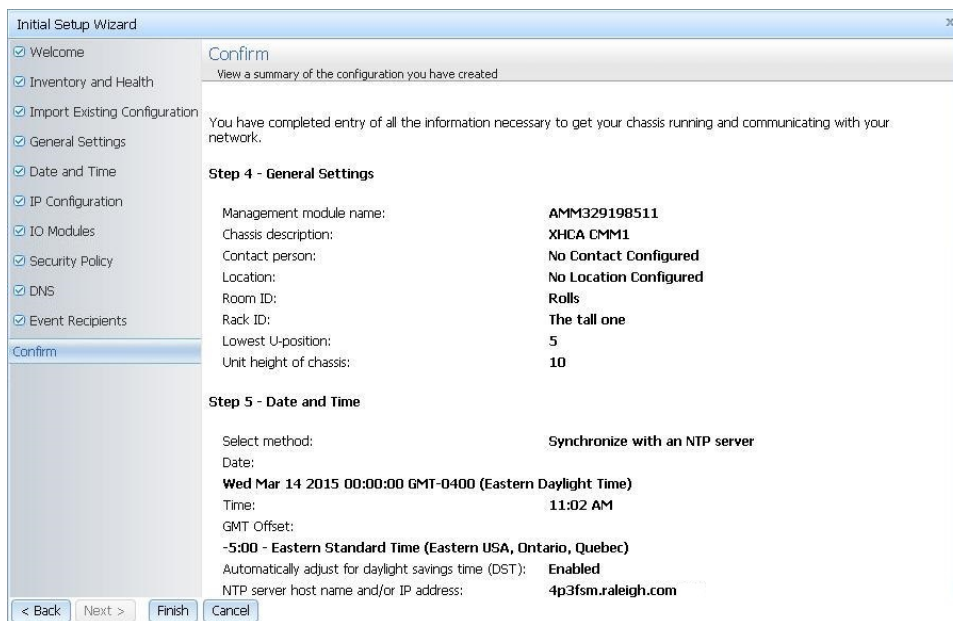 Initial Setup Wizard
x
Welcome
Inventory and Health
Import Existing Configuration
General Settings
Date and Time
IP Configuration
IO Modules
Security Policy
DNS
Event Recipients
Confirm
Confirm
View a summary of the configuration you have created
You have completed entry of all the information necessary to get your chassis running and communicating with your
network.
Step 4 - General Settings
Management module name: AMM329198511
Chassis description: XHCA CMM1
Contact person: No Contact Configured
Location: No Location Configured
Room ID: Rolls
Rack ID: The tall one
Lowest U-position: 5
Unit height of chassis: 10
Step 5 - Date and Time
Select method: Synchronize with an NTP server
Date:
Wed Mar 14 2015 00:00:00 GMT-0400 (Eastern Daylight Time)
Time: 11:02 AM
GMT Offset:
-5:00 - Eastern Standard Time (Eastern USA, Ontario, Quebec)
Automatically adjust for daylight savings time (DST): Enabled
NTP server host name and/or IP address: 4p3fsm.raleigh.com
< Back Next > Finish Cancel